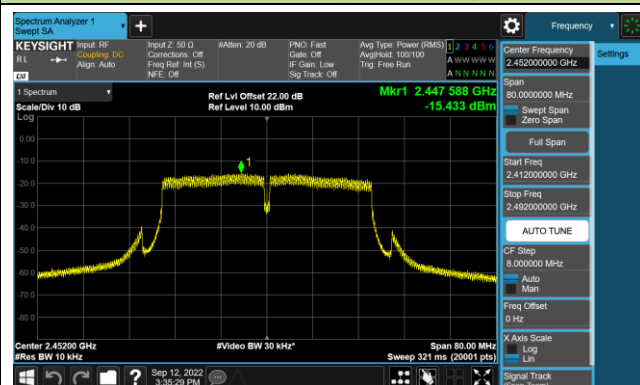 Spectrum Analyzer 1
Swept SA
+
Frequency
KEYSIGHT
RL
LXI
Input: RF
Coupling: DC
Align: Auto
Input Z: 50 Ω
Corrections: Off
Freq Ref: Int (S)
NFE: Off
#Atten: 20 dB
PNO: Fast
Gate: Off
IF Gain: Low
Sig Track: Off
Avg Type: Power (RMS)
Avg|Hold: 100/100
Trig: Free Run
1 2 3 4 5 6
A W W W W W
A N N N N N
1 Spectrum
Scale/Div 10 dB
Log
Ref Lvl Offset 22.00 dB
Ref Level 10.00 dBm
Mkr1 2.447 588 GHz
-15.433 dBm
0.00
-10.0
-20.0
-30.0
-40.0
-50.0
-60.0
-70.0
-80.0
1
Center 2.45200 GHz
#Res BW 10 kHz
#Video BW 30 kHz*
Span 80.00 MHz
Sweep 321 ms (20001 pts)
Sep 12, 2022
3:35:29 PM
?
Center Frequency
2.452000000 GHz
Span
80.0000000 MHz
Swept Span
Zero Span
Full Span
Start Freq
2.412000000 GHz
Stop Freq
2.492000000 GHz
AUTO TUNE
CF Step
8.000000 MHz
Auto
Man
Freq Offset
0 Hz
X Axis Scale
Log
Lin
Signal Track
(Span Zoom)
Settings